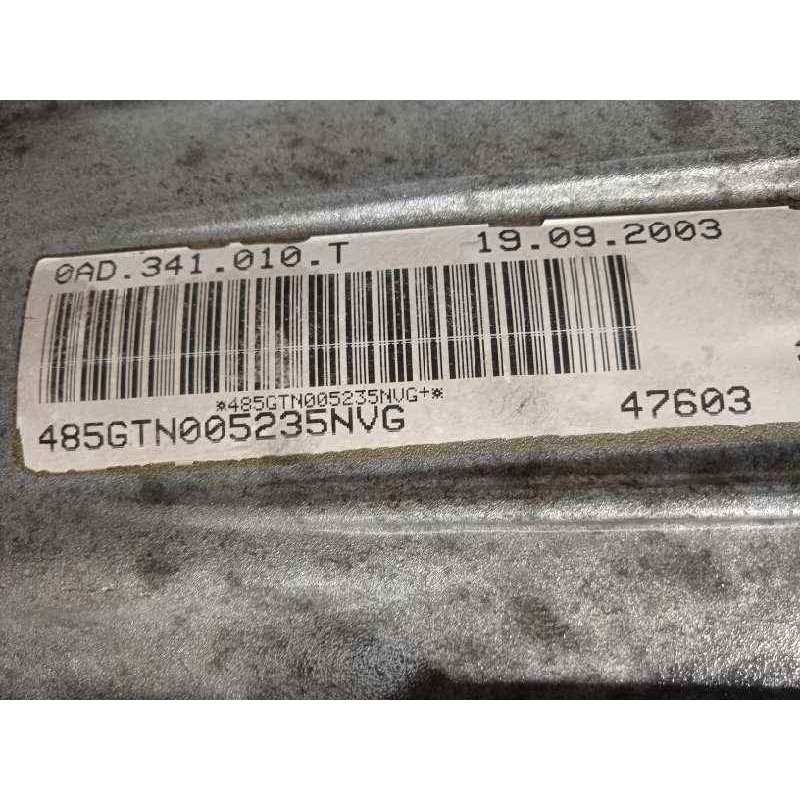 0AD.341.010.T 19.09.2003
*485GTN005235NVG+*
485GTN005235NVG 47603